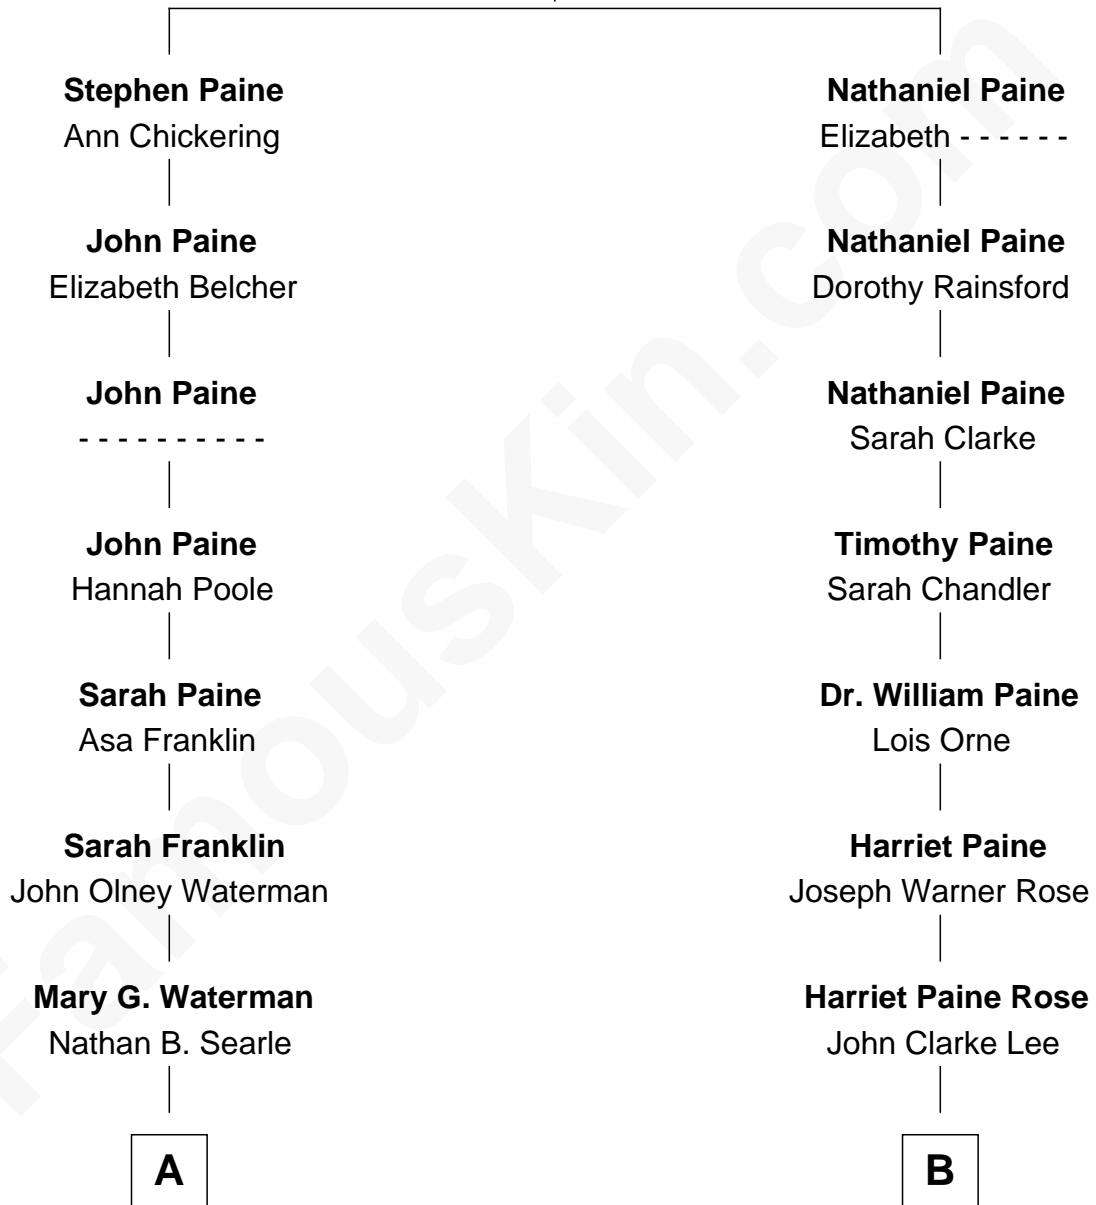 Stephen Paine
Ann Chickering
Nathaniel Paine
Elizabeth - - - - - -
John Paine
Elizabeth Belcher
Nathaniel Paine
Dorothy Rainsford
John Paine
- - - - - - - - - -
Nathaniel Paine
Sarah Clarke
John Paine
Hannah Poole
Timothy Paine
Sarah Chandler
Sarah Paine
Asa Franklin
Dr. William Paine
Lois Orne
Sarah Franklin
John Olney Waterman
Harriet Paine
Joseph Warner Rose
Mary G. Waterman
Nathan B. Searle
Harriet Paine Rose
John Clarke Lee
A
B
FamousKin.com